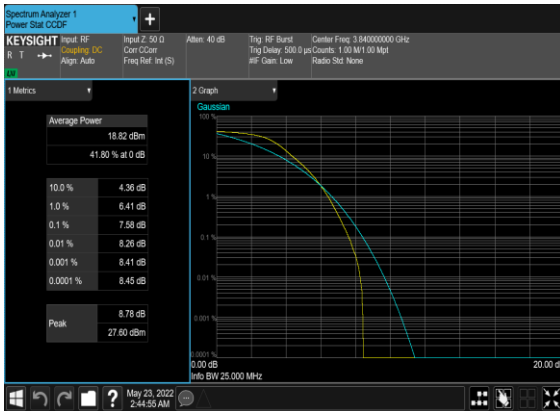 Spectrum Analyzer 1
Power Stat CCDF
+
KEYSIGHT
R T
LXI
Input: RF
Coupling: DC
Align: Auto
Input Z: 50 Ω
Corr CCorr
Freq Ref: Int (S)
Atten: 40 dB
Trig: RF Burst
Trig Delay: 500.0 µs
#IF Gain: Low
Center Freq: 3.840000000 GHz
Counts: 1.00 M/1.00 Mpt
Radio Std: None
1 Metrics
Average Power
18.82 dBm
41.80 % at 0 dB
10.0 % 4.36 dB
1.0 % 6.41 dB
0.1 % 7.58 dB
0.01 % 8.26 dB
0.001 % 8.41 dB
0.0001 % 8.45 dB
Peak
8.78 dB
27.60 dBm
2 Graph
Gaussian
100 %
10 %
1 %
0.1 %
0.01 %
0.001 %
0.0001 %
0.00 dB
20.00 d
Info BW 25.000 MHz
?
May 23, 2022
2:44:55 AM